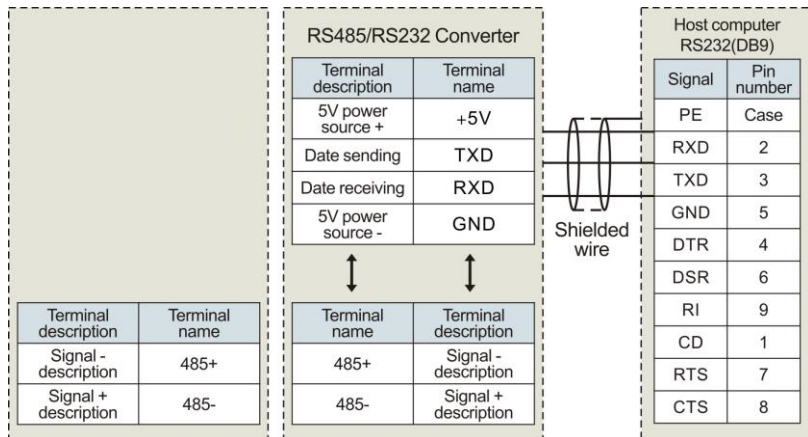 RS485/RS232 Converter
Terminal description
Terminal name
5V power source +
+5V
Date sending
TXD
Date receiving
RXD
5V power source -
GND
Terminal description
Terminal name
Signal - description
485+
Signal + description
485-
Terminal name
Terminal description
485+
Signal - description
485-
Signal + description
Shielded wire
Host computer
RS232(DB9)
Signal
Pin number
PE
Case
RXD
2
TXD
3
GND
5
DTR
4
DSR
6
RI
9
CD
1
RTS
7
CTS
8